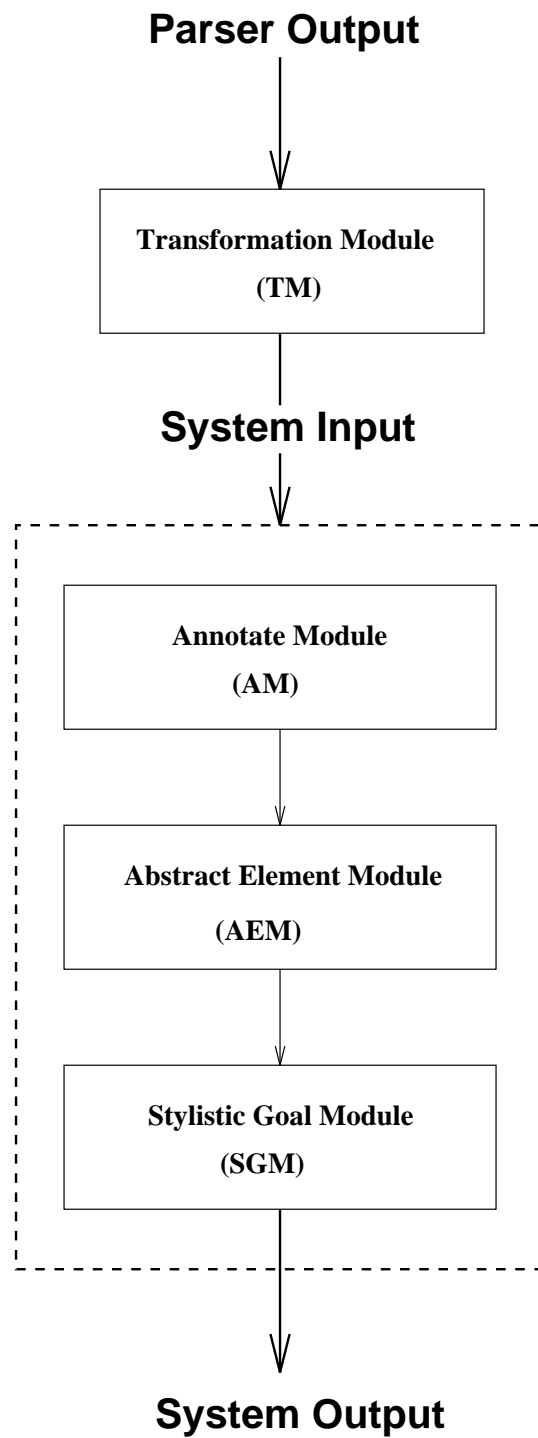 Parser Output
Transformation Module
(TM)
System Input
Annotate Module
(AM)
Abstract Element Module
(AEM)
Stylistic Goal Module
(SGM)
System Output